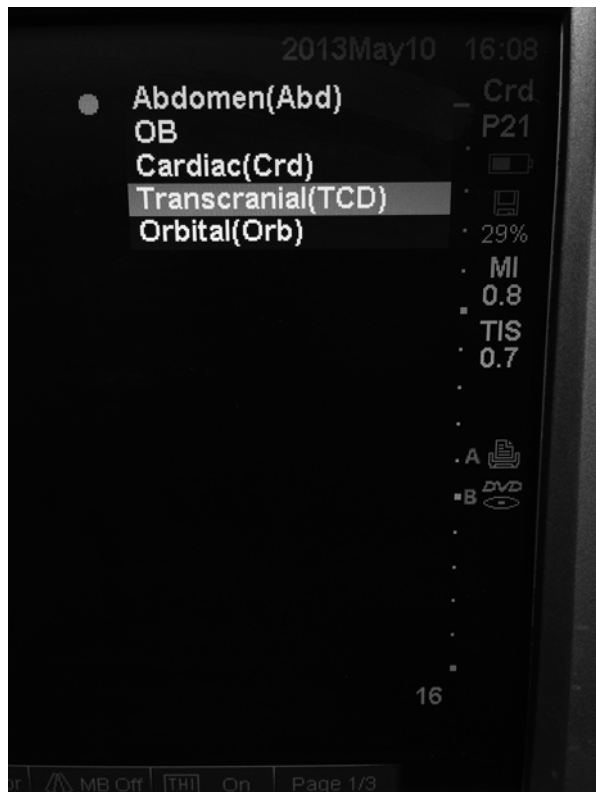 2013May10 16:08
Abdomen(Abd)
OB
Cardiac(Crd)
Transcranial(TCD)
Orbital(Orb)
Crd
P21
29%
MI
0.8
TIS
0.7
A
B DVD
16
MB Off THI On Page 1/3